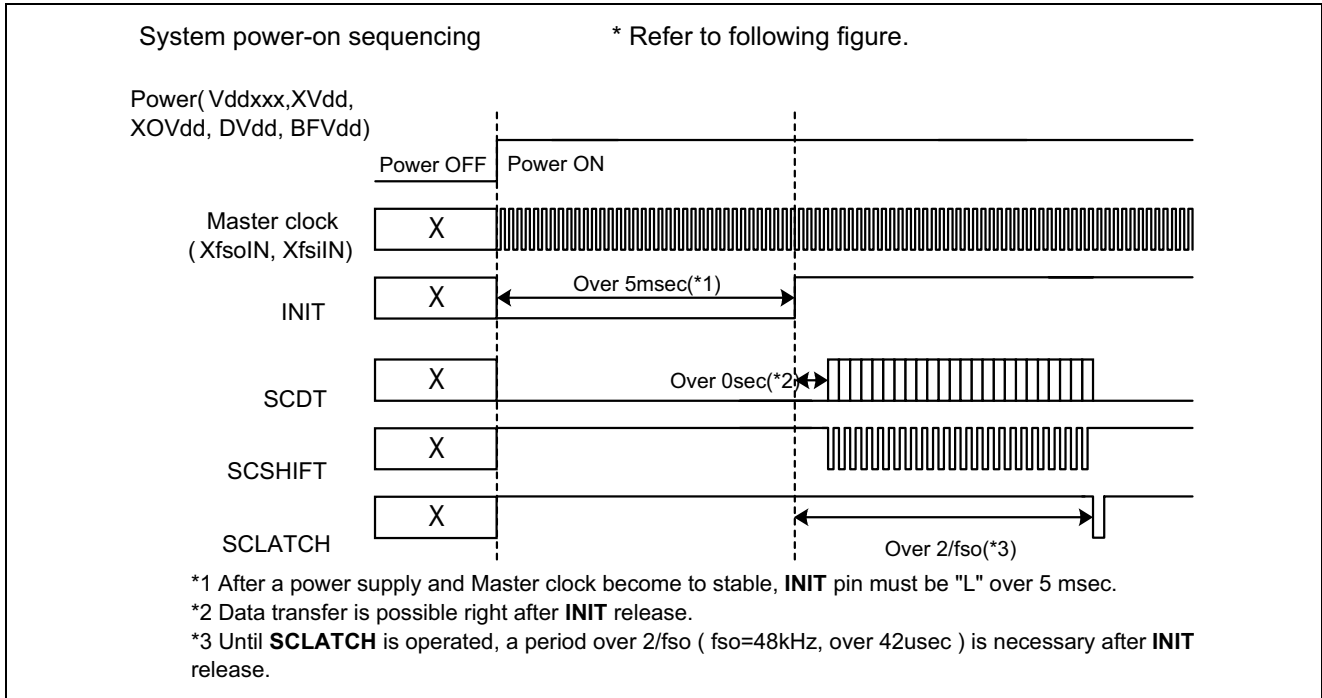 System power-on sequencing * Refer to following figure.
Power( Vddxxx,XVdd,
XOVdd, DVdd, BFVdd)
Power OFF Power ON
Master clock
( XfsoIN, XfsiIN)
X
INIT
X
Over 5msec(*1)
SCDT
X
Over 0sec(*2)
SCSHIFT
X
SCLATCH
X
Over 2/fso(*3)
*1 After a power supply and Master clock become to stable, INIT pin must be "L" over 5 msec.
*2 Data transfer is possible right after INIT release.
*3 Until SCLATCH is operated, a period over 2/fso ( fso=48kHz, over 42usec ) is necessary after INIT
release.